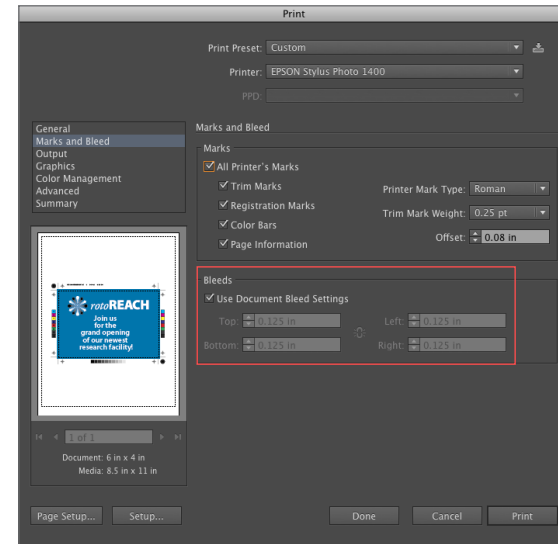 Print
Print Preset: Custom
Printer: EPSON Stylus Photo 1400
PPD:
General
Marks and Bleed
Output
Graphics
Color Management
Advanced
Summary
Marks and Bleed
Marks
All Printer's Marks
Trim Marks
Registration Marks
Color Bars
Page Information
Printer Mark Type: Roman
Trim Mark Weight: 0.25 pt
Offset: 0.08 in
Bleeds
Use Document Bleed Settings
Top: 0.125 in Left: 0.125 in
Bottom: 0.125 in Right: 0.125 in
rotoREACH
Join us
for the
grand opening
of our newest
research facility!
1 of 1
Document: 6 in x 4 in
Media: 8.5 in x 11 in
Page Setup... Setup... Done Cancel Print